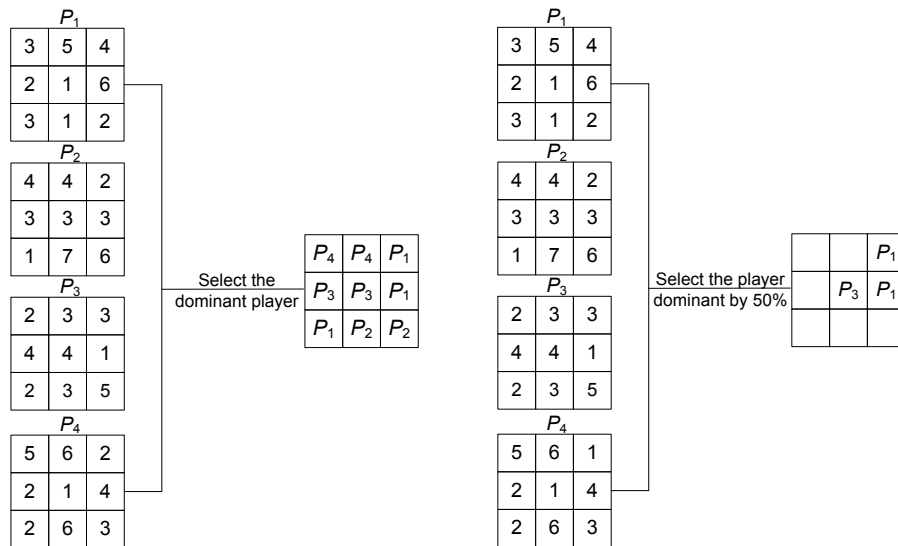 P1
3 5 4
2 1 6
3 1 2
P2
4 4 2
3 3 3
1 7 6
P3
2 3 3
4 4 1
2 3 5
P4
5 6 2
2 1 4
2 6 3
Select the
dominant player
P4 P4 P1
P3 P3 P1
P1 P2 P2
P1
3 5 4
2 1 6
3 1 2
P2
4 4 2
3 3 3
1 7 6
P3
2 3 3
4 4 1
2 3 5
P4
5 6 1
2 1 4
2 6 3
Select the player
dominant by 50%
P1
P3 P1